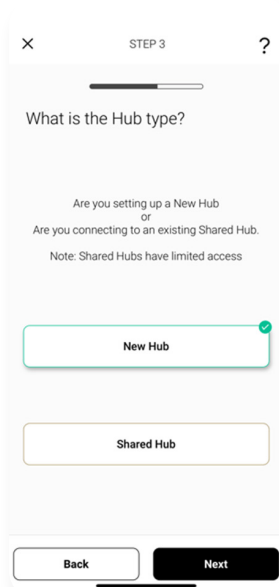 STEP 3
?
What is the Hub type?
Are you setting up a New Hub
or
Are you connecting to an existing Shared Hub.
Note: Shared Hubs have limited access
New Hub
Shared Hub
Back
Next